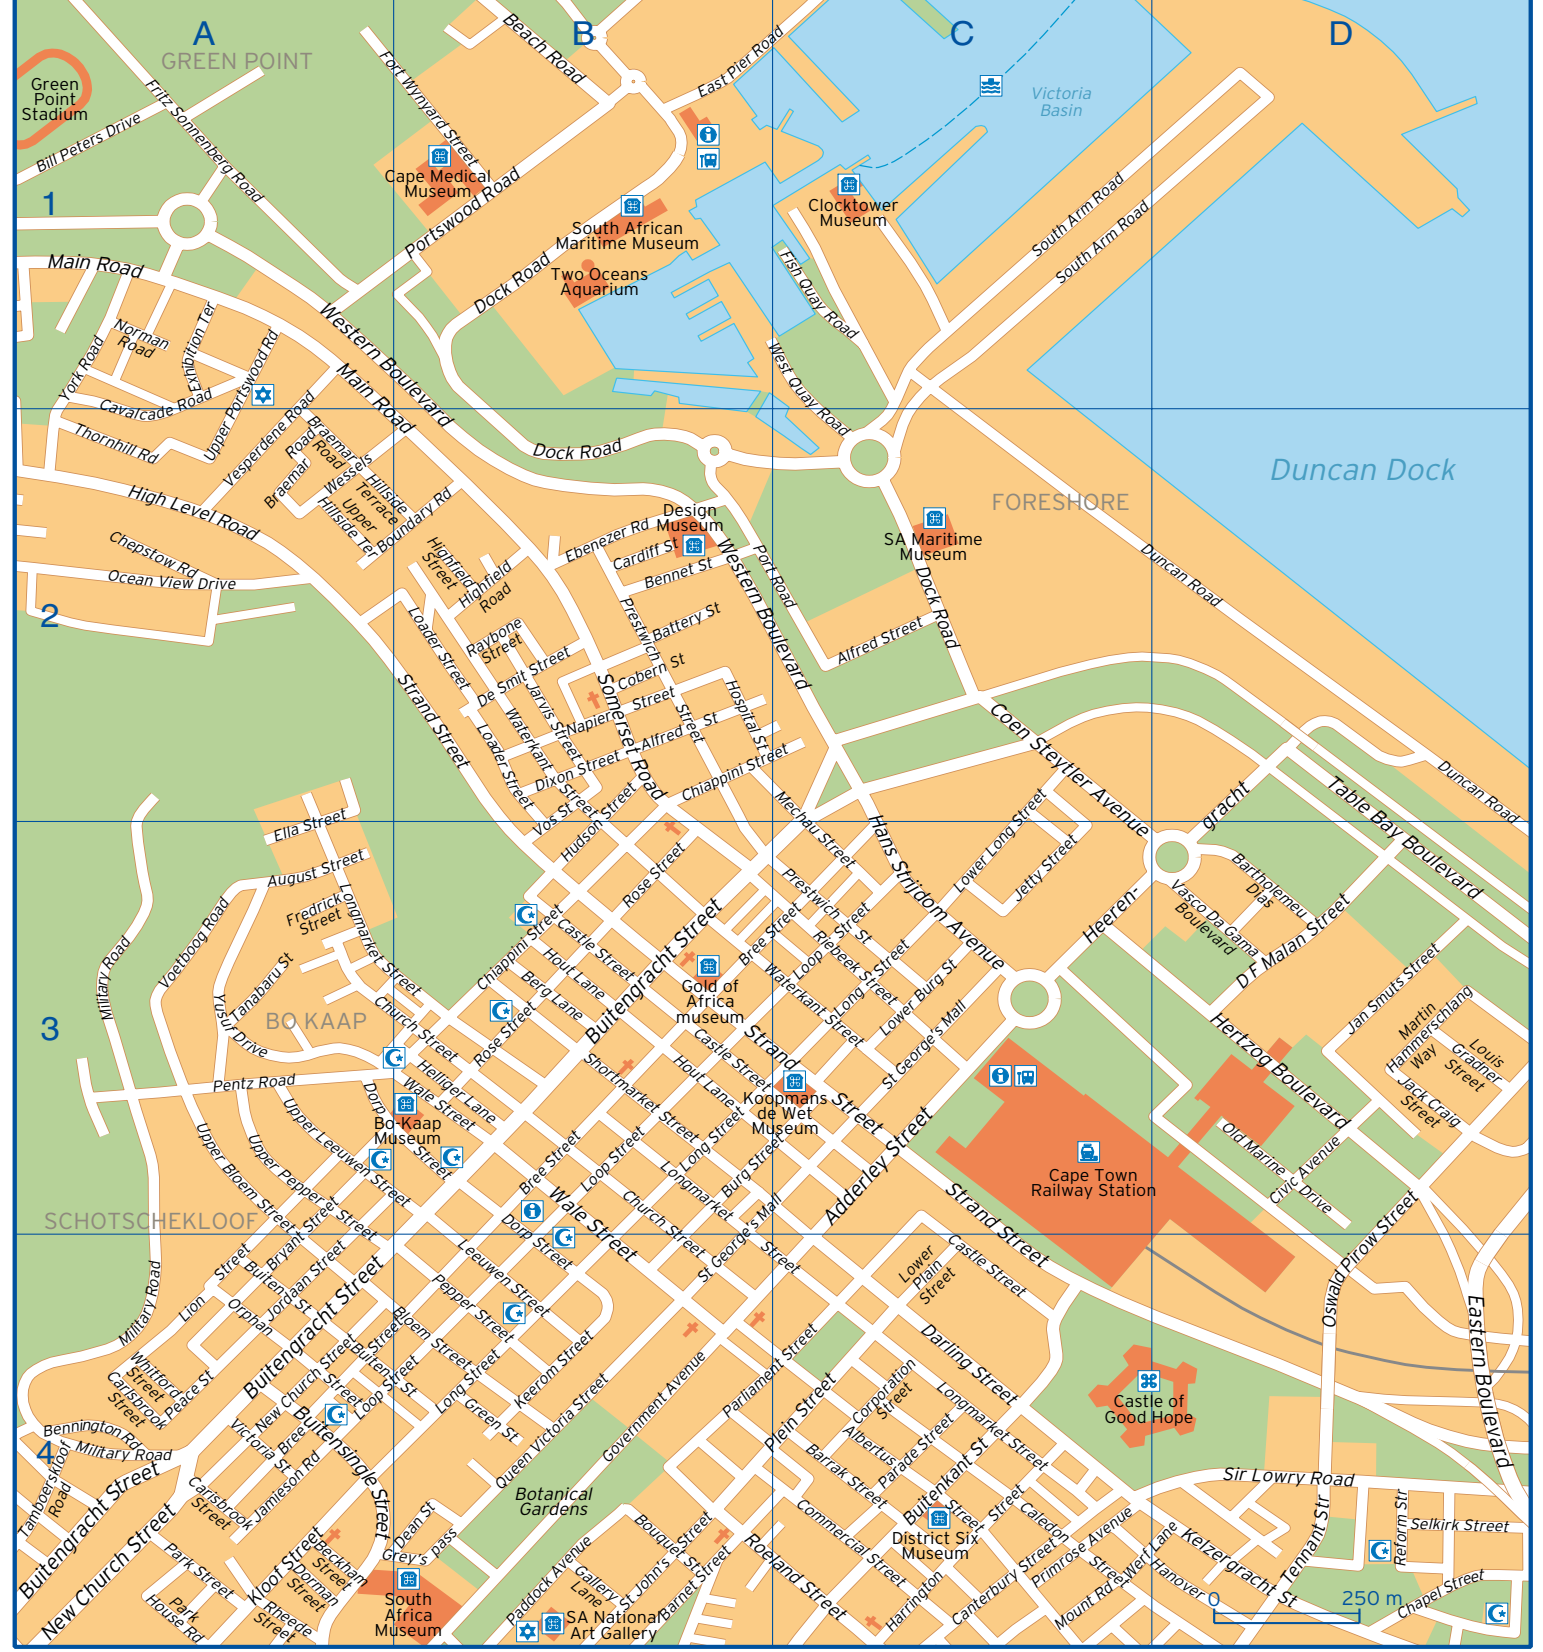 A
B
C
D
1
2
3
4
GREEN POINT
Green
Point
Stadium
Fritz Sonnenberg Road
Bill Peters Drive
Fort Wynyard Street
Beach Road
East Pier Road
Victoria
Basin
Cape Medical
Museum
Portswood Road
South African
Maritime Museum
Two Oceans
Aquarium
Dock Road
Clocktower
Museum
Fish Quay Road
West Quay Road
South Arm Road
South Arm Road
Main Road
Western Boulevard
Main Road
York Road
Norman
Road
Exhibition Ter
Upper Portswood Rd
Cavalcade Road
Thornhill Rd
Vesperdene Road
Braemar
Road
Braemar
Road
Wessels
Hillside
Terrace
Upper
Hillside Ter
Boundary Rd
High Level Road
Chepstow Rd
Ocean View Drive
Dock Road
Design
Museum
Ebenezer Rd
Cardiff St
Bennet St
Battery St
Prestwich
Street
Cobern St
Napier Street
Alfred St
Hospital St
Chiappini Street
Western Boulevard
Port Road
Alfred Street
Dock Road
SA Maritime
Museum
FORESHORE
Duncan Dock
Duncan Road
Duncan Road
Highfield
Street
Highfield
Road
Raybone
Street
De Smit Street
Loader Street
Loader Street
Jarvis Street
Waterkant
Street
Dixon Street
Vos St
Hudson Street
Somerset Road
Strand Street
Coen Steytler Avenue
Table Bay Boulevard
Heeren-
gracht
Mechau Street
Hans Strijdom Avenue
Lower Long Street
Jetty Street
Bartholemeu
Dias
Vasco Da Gama
Boulevard
D F Malan Street
Jan Smuts Street
Martin
Hammerschlang
Way
Louis
Gradner
Street
Jack Craig
Street
Hertzog Boulevard
Old Marine Drive
Civic Avenue
Ella Street
August Street
Fredrick
Street
Longmarket Street
Voetboog Road
Military Road
Tanabaru St
Yusuf Drive
BO KAAP
Pentz Road
Church Street
Helliger Lane
Wale Street
Dorp
Street
Bo-Kaap
Museum
Chiappini Street
Castle Street
Hout Lane
Berg Lane
Rose Street
Rose Street
Buitengracht Street
Gold of
Africa
museum
Bree Street
Prestwich St
Loop Street
Riebeek Street
Waterkant Street
Long Street
Lower Burg St
St George's Mall
Strand
Street
Castle Street
Hout Lane
Shortmarket Street
Koopmans
de Wet
Museum
Long Street
Burg Street
Longmarket
Street
Church Street
St George's Mall
Adderley Street
Cape Town
Railway Station
Strand Street
Castle Street
Lower
Plain
Street
Oswald Pirow Street
Eastern Boulevard
SCHOTSCHEKLOOF
Upper Bloem Street
Upper Pepper Street
Upper Leeuwen Street
Bree Street
Loop Street
Wale Street
Dorp Street
Leeuwen Street
Pepper Street
Bloem Street
Bryant Street
Jordaan Street
Buiten St
Lion Street
Orphan
Street
Military Road
Buitengracht Street
New Church Street
Buiten St
Loop Street
Long Street
Keerom Street
Green St
Queen Victoria Street
Government Avenue
Parliament Street
Plein Street
Corporation
Street
Darling Street
Longmarket Street
Albertus
Street
Parade Street
Barrak Street
Buitenkant St
Castle of
Good Hope
Sir Lowry Road
Whitford
Street
Carisbrook
Street
Peace St
Bennington Rd
Military Road
Tamboerskloof
Road
Buitengracht Street
New Church Street
Victoria St
Bree Street
Buitensingle Street
Jamieson Rd
Carisbrook
Street
Park Street
Park
House Rd
Kloof Street
Beckham
Street
Dorman
Street
Rheede
Street
Dean St
Grey's pass
South
Africa
Museum
Botanical
Gardens
Paddock Avenue
Gallery
Lane
SA National
Art Gallery
Bouquet St
St John's Street
Barnet Street
Roeland Street
Commercial Street
District Six
Museum
Harrington
Street
Caledon
Street
Canterbury Street
Primrose Avenue
Mount Rd
Werf Lane
Hanover
Keizergracht St
Tennant Str
Reform Str
Selkirk Street
Chapel Street
0
250 m